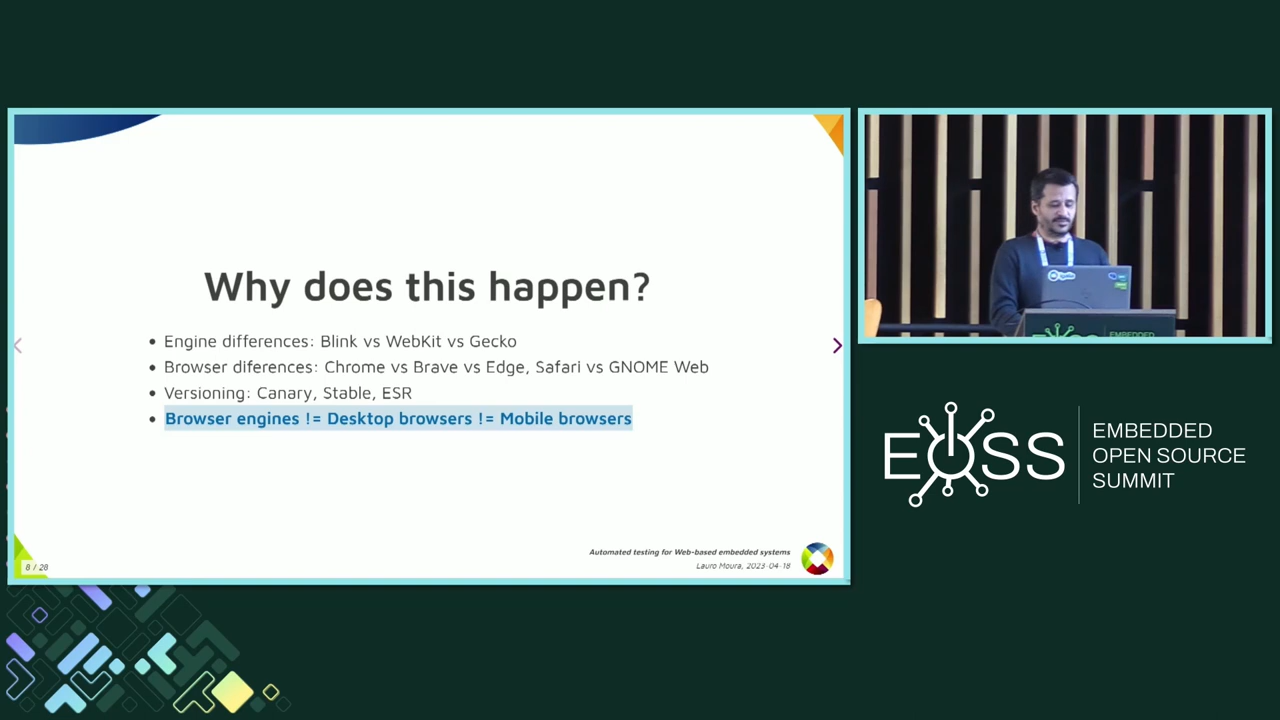 Why does this happen?
Engine differences: Blink vs WebKit vs Gecko
Browser diferences: Chrome vs Brave vs Edge, Safari vs GNOME Web
Versioning: Canary, Stable, ESR
Browser engines != Desktop browsers != Mobile browsers
Automated testing for Web-based embedded systems
Lauro Moura, 2023-04-18
8 / 28
EOSS
EMBEDDED
OPEN SOURCE
SUMMIT
EMBEDDED